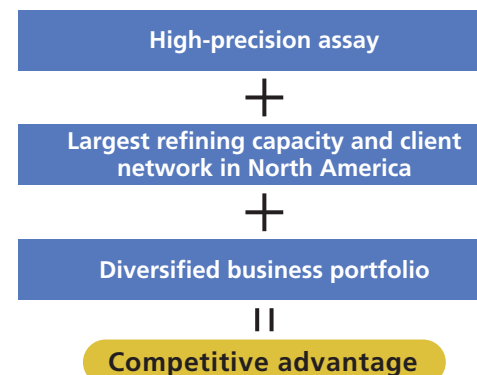 High-precision assay
+
Largest refining capacity and client
network in North America
+
Diversified business portfolio
=
Competitive advantage